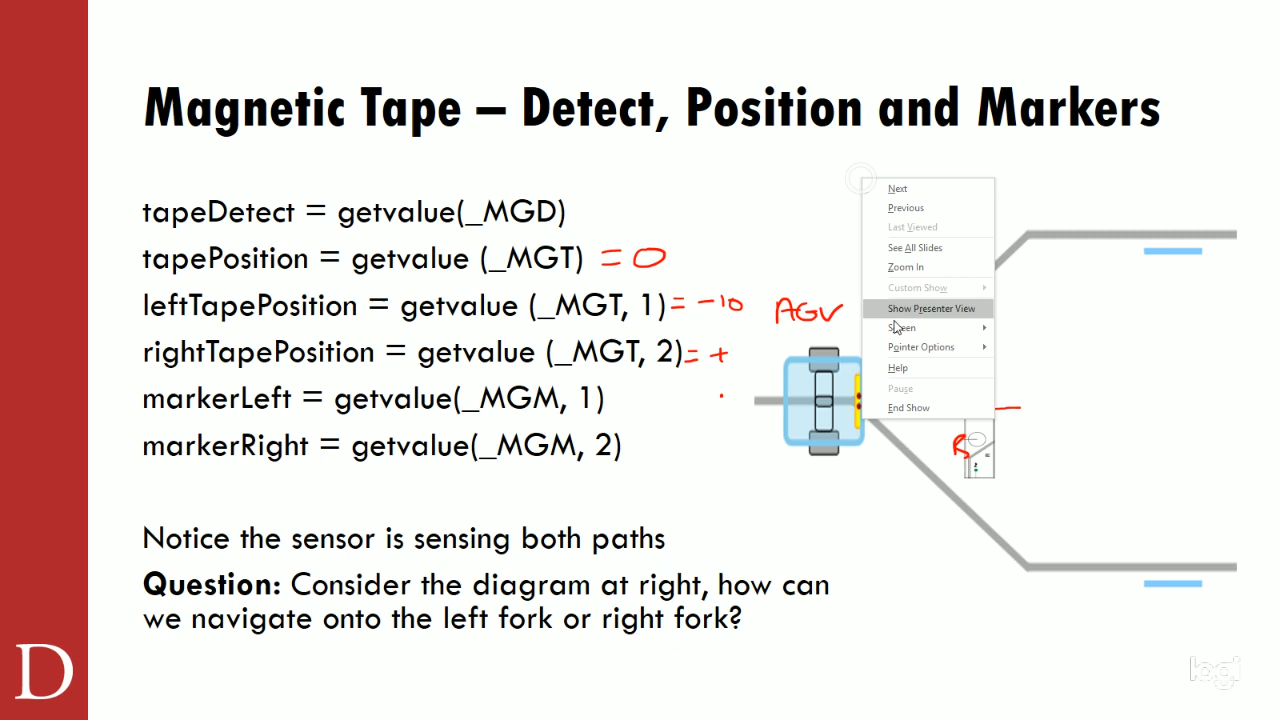 Magnetic Tape – Detect, Position and Markers
tapeDetect = getvalue(_MGD)
tapePosition = getvalue (_MGT) = 0
leftTapePosition = getvalue (_MGT, 1) = -10
rightTapePosition = getvalue (_MGT, 2) = +
markerLeft = getvalue(_MGM, 1)
markerRight = getvalue(_MGM, 2)
Notice the sensor is sensing both paths
Question: Consider the diagram at right, how can
we navigate onto the left fork or right fork?
AGV
Next
Previous
Last Viewed
See All Slides
Zoom In
Custom Show
Show Presenter View
Screen
Pointer Options
Help
Pause
End Show
R
D
logi